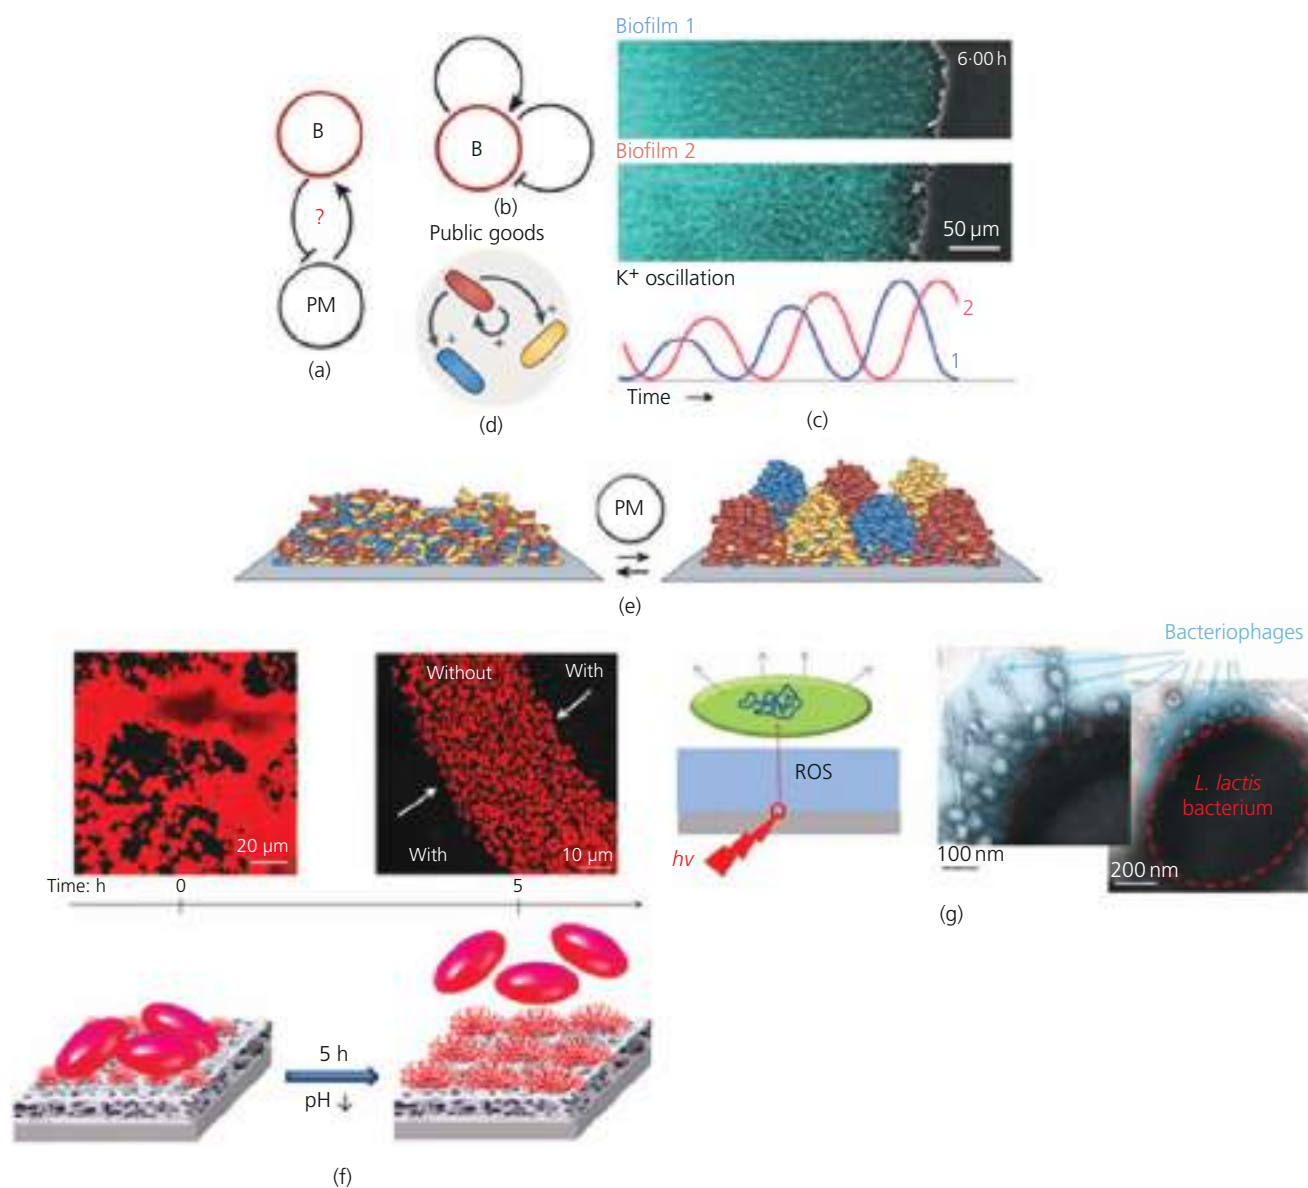 B
?
PM
(a)
B
(b)
Public goods
+
+
+
(d)
Biofilm 1
6·00 h
Biofilm 2
50 µm
K+ oscillation
2
1
Time
(c)
PM
(e)
20 µm
Without
With
With
10 µm
Time: h
0
5
5 h
pH ↓
(f)
ROS
hv
Bacteriophages
L. lactis
bacterium
100 nm
200 nm
(g)